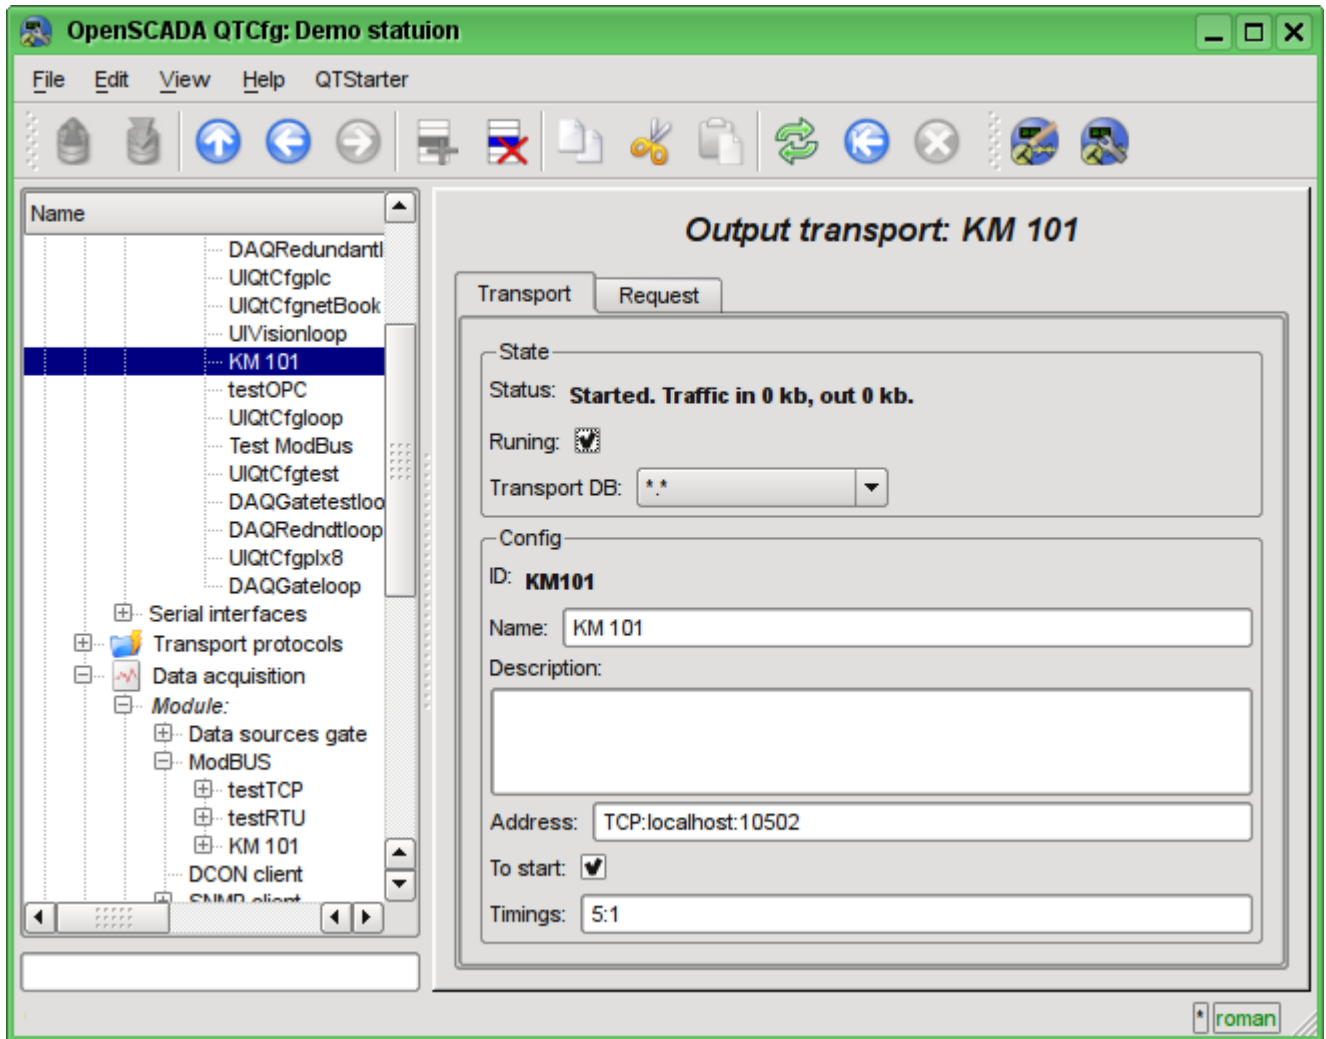 OpenSCADA QTCfg: Demo statuion
File Edit View Help QTStarter
Name
DAQRedundantl
UIQtCfgplc
UIQtCfgnetBook
UIVisionloop
KM 101
testOPC
UIQtCfgloop
Test ModBus
UIQtCfgtest
DAQGatetestloo
DAQRedndtloop
UIQtCfgplx8
DAQGateloop
Serial interfaces
Transport protocols
Data acquisition
Module:
Data sources gate
ModBUS
testTCP
testRTU
KM 101
DCON client
SNMP client
Output transport: KM 101
Transport Request
State
Status: Started. Traffic in 0 kb, out 0 kb.
Runing:
Transport DB: *.*
Config
ID: KM101
Name: KM 101
Description:
Address: TCP:localhost:10502
To start:
Timings: 5:1
* roman